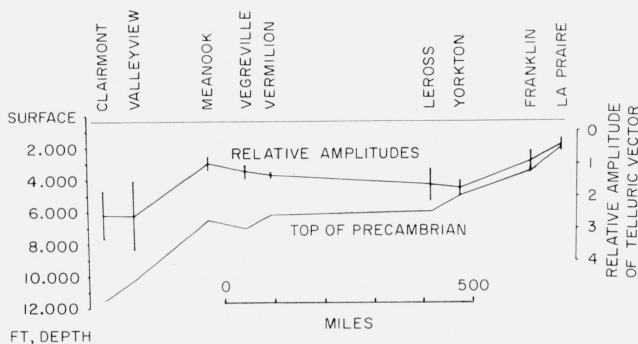 CLAIRMONT
VALLEYVIEW
MEANOOK
VEGREVILLE
VERMILION
LEROSS
YORKTON
FRANKLIN
LA PRAIRE
SURFACE
2.000
4.000
6.000
8.000
10.000
12.000
FT, DEPTH
RELATIVE AMPLITUDES
TOP OF PRECAMBRIAN
0
500
MILES
0
1
2
3
4
RELATIVE AMPLITUDE
OF TELLURIC VECTOR